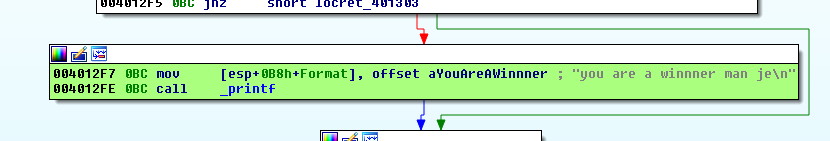 004012F5 0BC jnz     short locret_401303
004012F7 0BC mov     [esp+0B8h+Format], offset aYouAreAWinnner ; "you are a winnner man je\n"
004012FE 0BC call    _printf